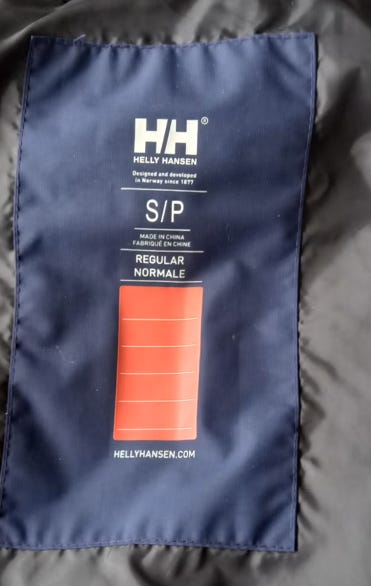 HH®
HELLY HANSEN
Designed and developed
in Norway since 1877
S/P
MADE IN CHINA
FABRIQUÉ EN CHINE
REGULAR
NORMALE
HELLYHANSEN.COM